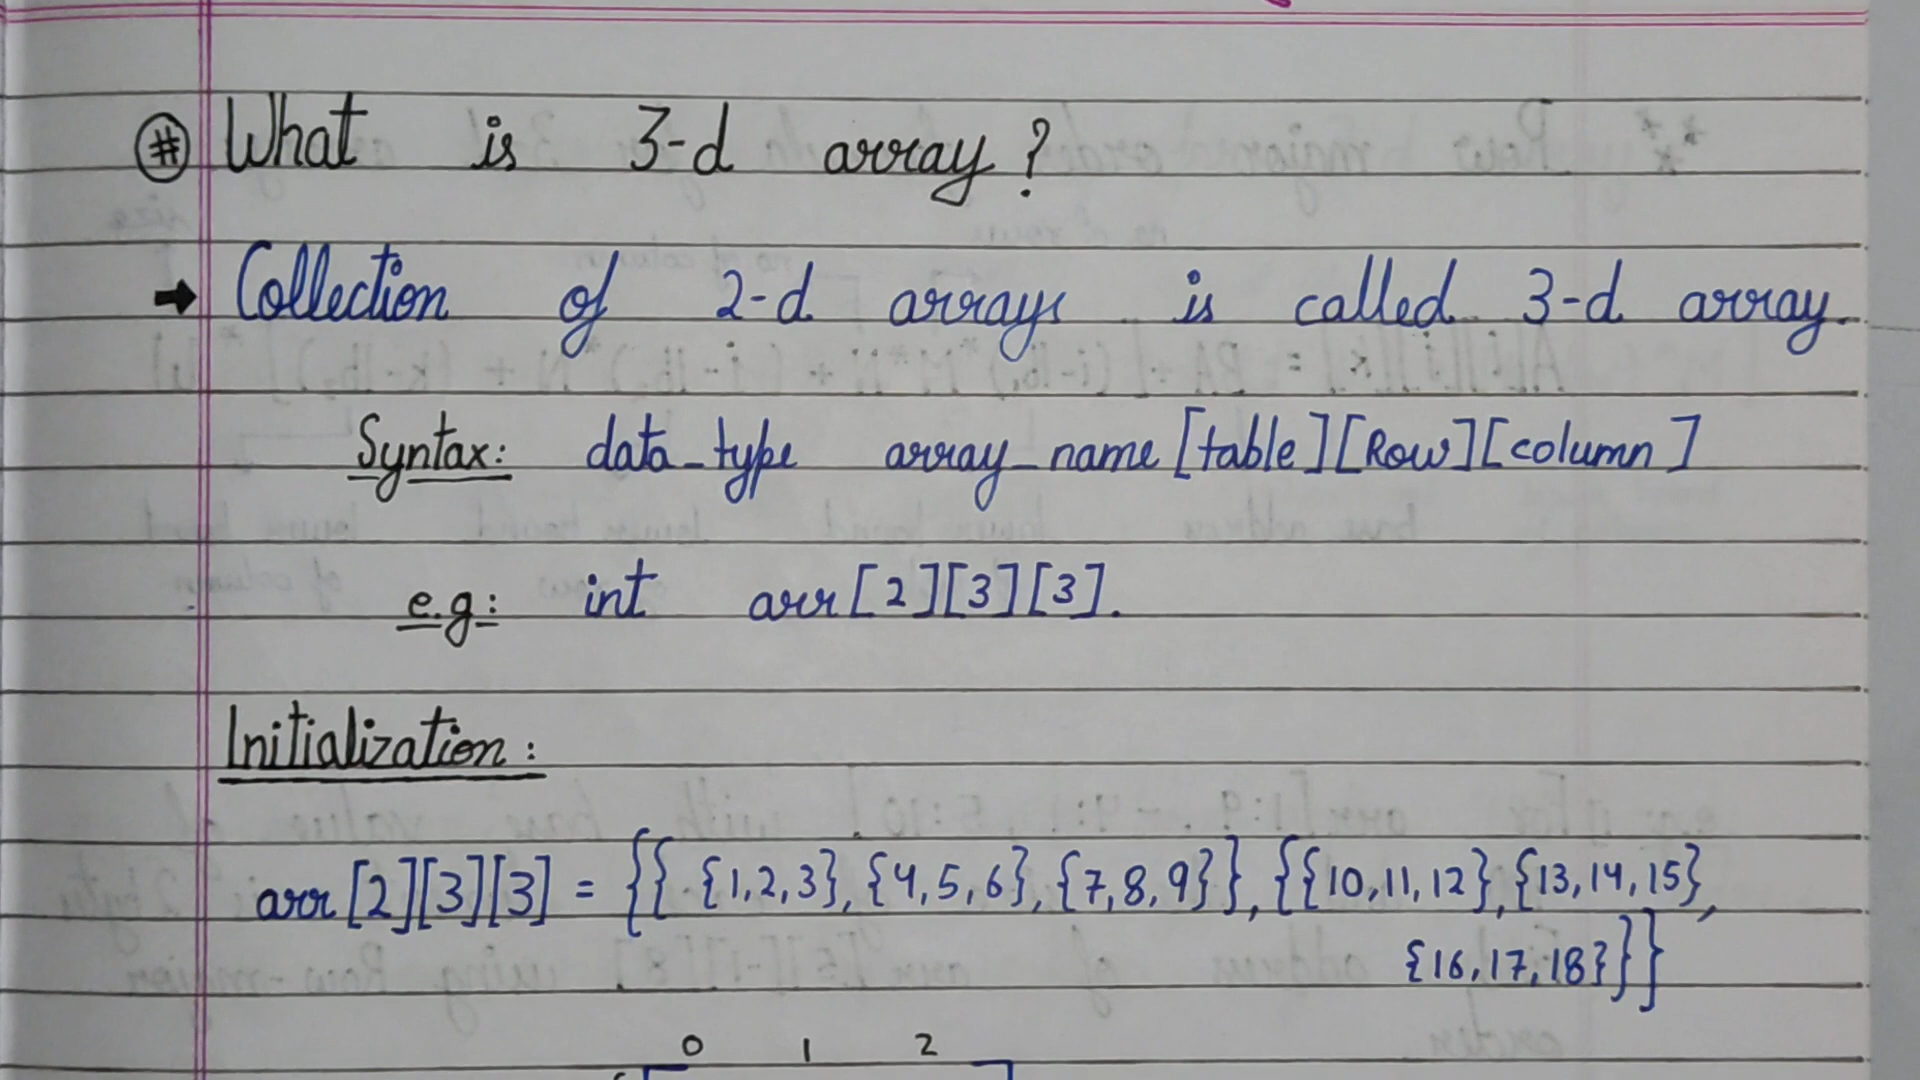 # What is 3-d array?
→ Collection of 2-d arrays is called 3-d array.
Syntax: data_type array_name[table][Row][column]
e.g: int arr[2][3][3].
Initialization:
arr[2][3][3] = {{ {1,2,3}, {4,5,6}, {7,8,9}}, {{10,11,12}, {13,14,15},
{16,17,18}}}
0 1 2